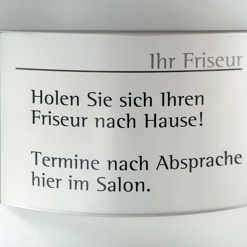 Ihr Friseur
Holen Sie sich Ihren
Friseur nach Hause!
Termine nach Absprache
hier im Salon.